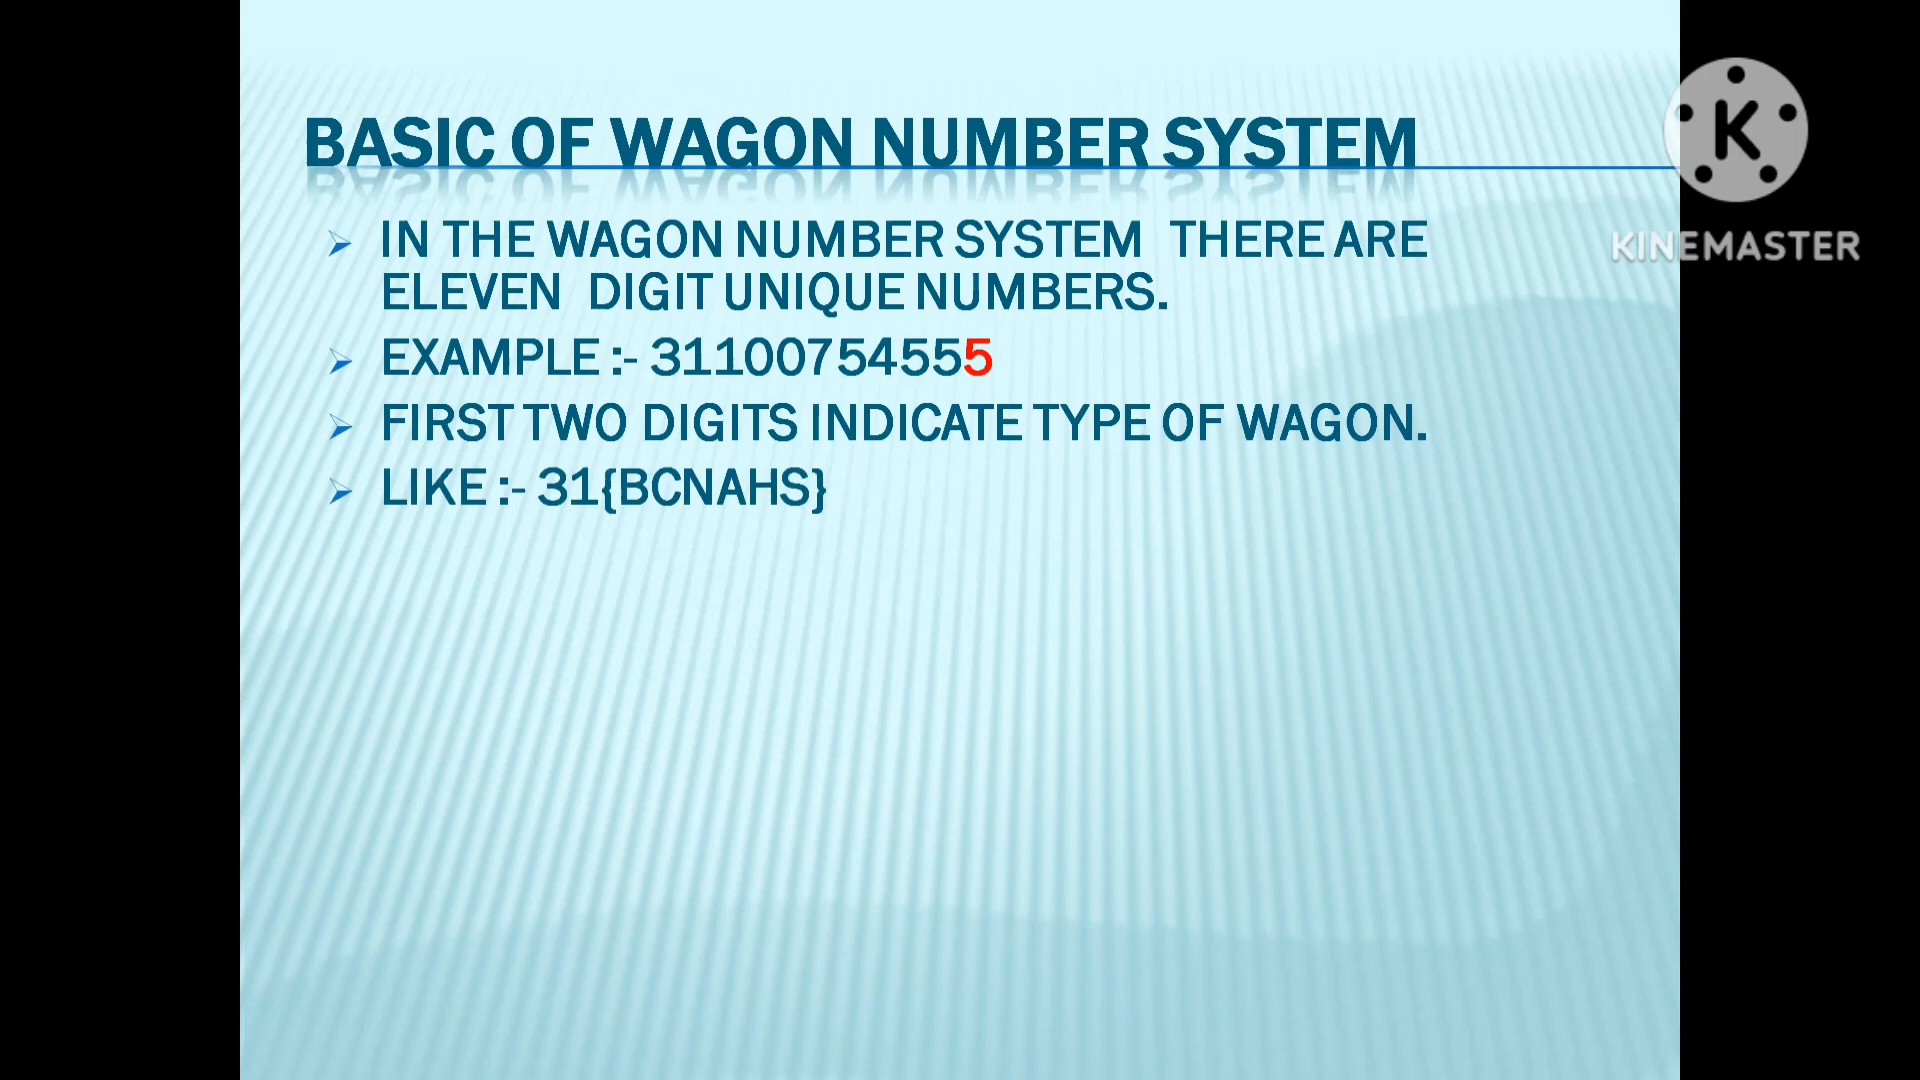 BASIC OF WAGON NUMBER SYSTEM
IN THE WAGON NUMBER SYSTEM THERE ARE
ELEVEN DIGIT UNIQUE NUMBERS.
EXAMPLE :- 31100754555
FIRST TWO DIGITS INDICATE TYPE OF WAGON.
LIKE :- 31{BCNAHS}
K
KINEMASTER